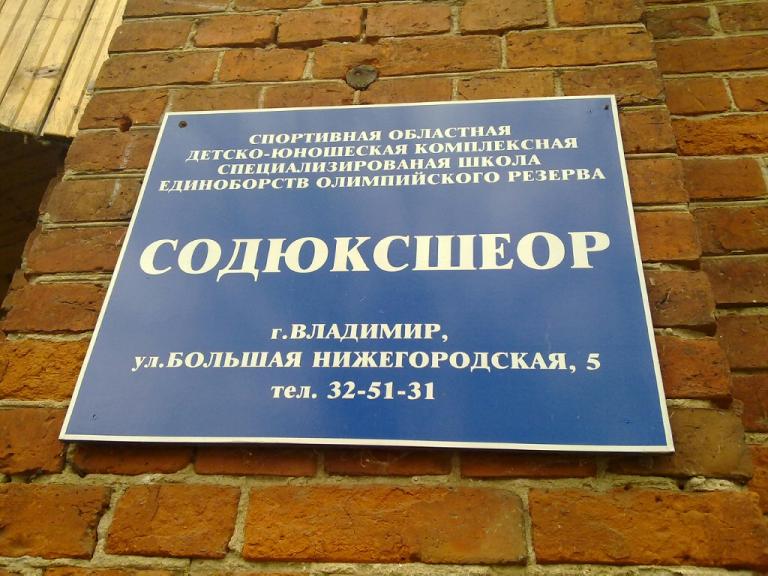 СПОРТИВНАЯ ОБЛАСТНАЯ
ДЕТСКО-ЮНОШЕСКАЯ КОМПЛЕКСНАЯ
СПЕЦИАЛИЗИРОВАНАЯ ШКОЛА
ЕДИНОБОРСТВ ОЛИМПИЙСКОГО РЕЗЕРВА
СОДЮКСШЕОР
г.ВЛАДИМИР,
ул.БОЛЬШАЯ НИЖЕГОРОДСКАЯ, 5
тел. 32-51-31